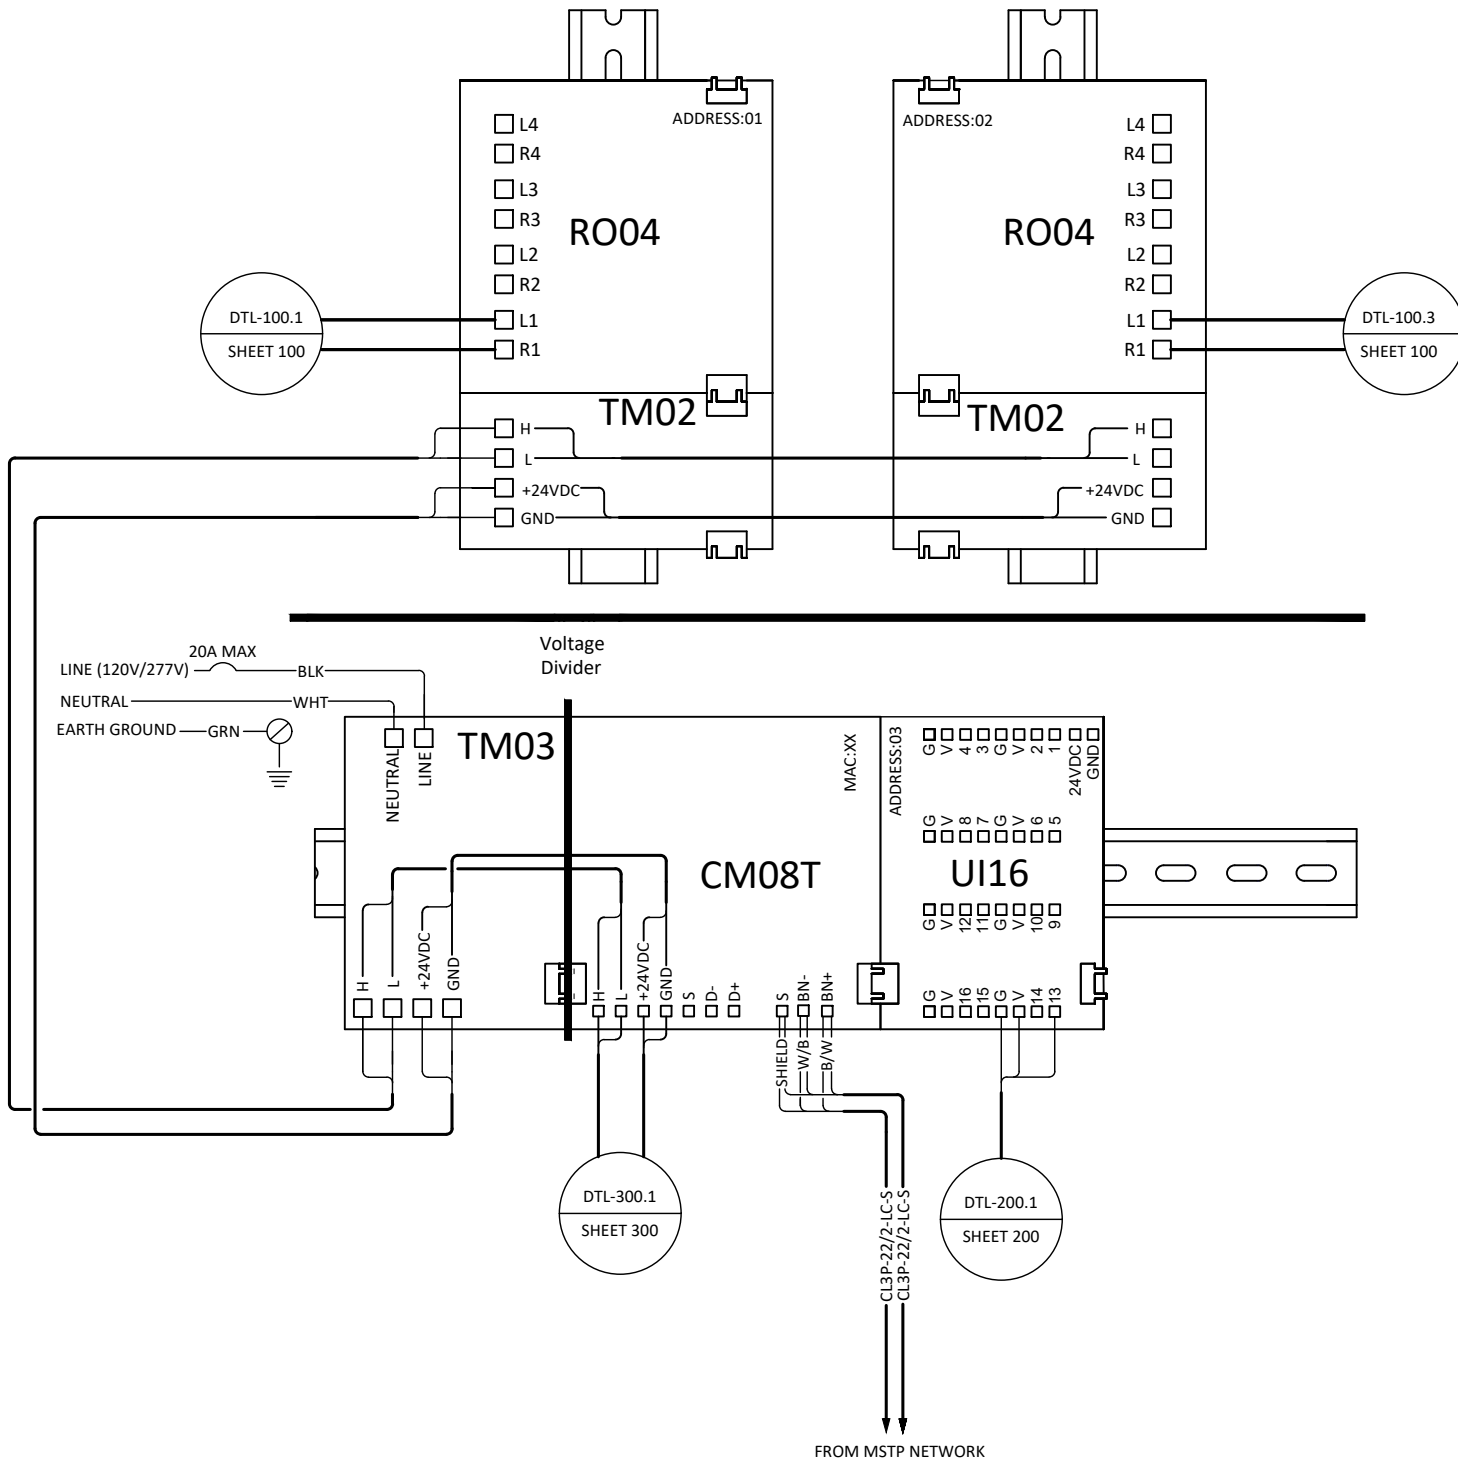 ADDRESS:01
L4
R4
L3
R3
L2
R2
L1
R1
RO04
DTL-100.1
SHEET 100
TM02
H
L
+24VDC
GND
ADDRESS:02
L4
R4
L3
R3
L2
R2
L1
R1
RO04
DTL-100.3
SHEET 100
TM02
H
L
+24VDC
GND
Voltage
Divider
20A MAX
LINE (120V/277V)
BLK
NEUTRAL
WHT
EARTH GROUND
GRN
NEUTRAL
LINE
TM03
H
L
+24VDC
GND
MAC:XX
CM08T
H
L
+24VDC
GND
S
D-
D+
S
BN-
BN+
SHIELD
W/B
B/W
ADDRESS:03
G
V
4
3
G
V
2
1
24VDC
GND
G
V
8
7
G
V
6
5
UI16
G
V
12
11
G
V
10
9
G
V
16
15
G
V
14
13
DTL-300.1
SHEET 300
CL3P-22/2-LC-S
CL3P-22/2-LC-S
DTL-200.1
SHEET 200
FROM MSTP NETWORK